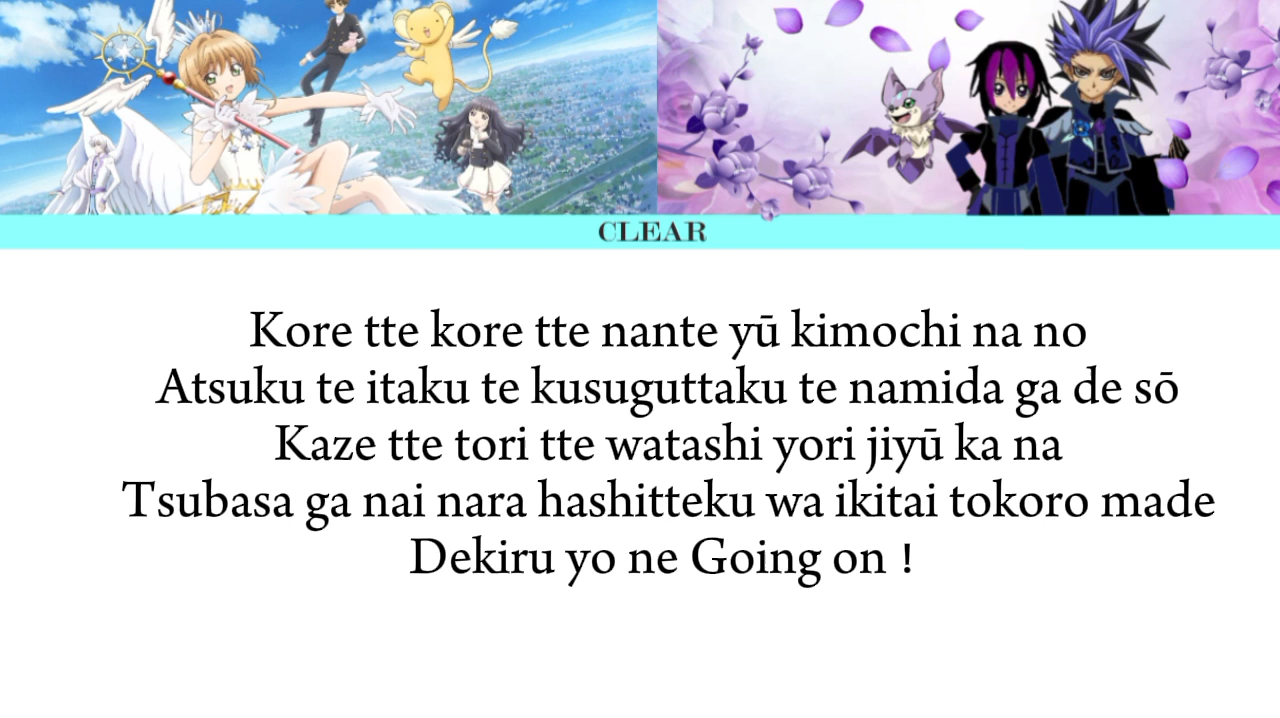 CLEAR
Kore tte kore tte nante yū kimochi na no
Atsuku te itaku te kusuguttaku te namida ga de sō
Kaze tte tori tte watashi yori jiyū ka na
Tsubasa ga nai nara hashitteku wa ikitai tokoro made
Dekiru yo ne Going on !